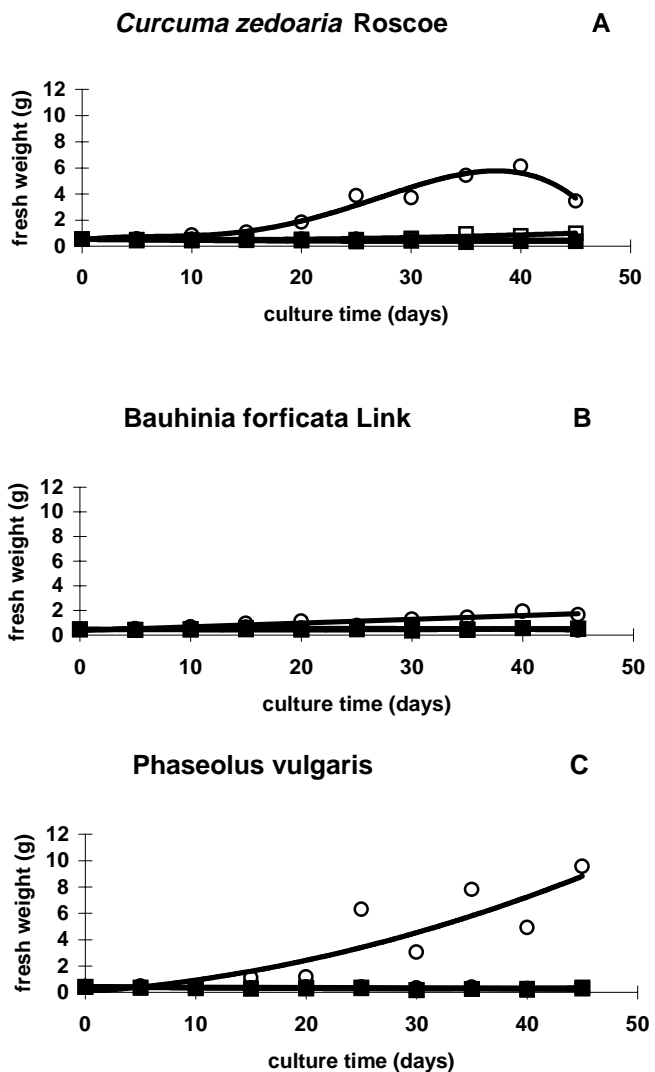 Curcuma zedoaria Roscoe A
fresh weight (g)
12
10
8
6
4
2
0
0 10 20 30 40 50
culture time (days)
Bauhinia forficata Link B
fresh weight (g)
12
10
8
6
4
2
0
0 10 20 30 40 50
culture time (days)
Phaseolus vulgaris C
fresh weight (g)
12
10
8
6
4
2
0
0 10 20 30 40 50
culture time (days)